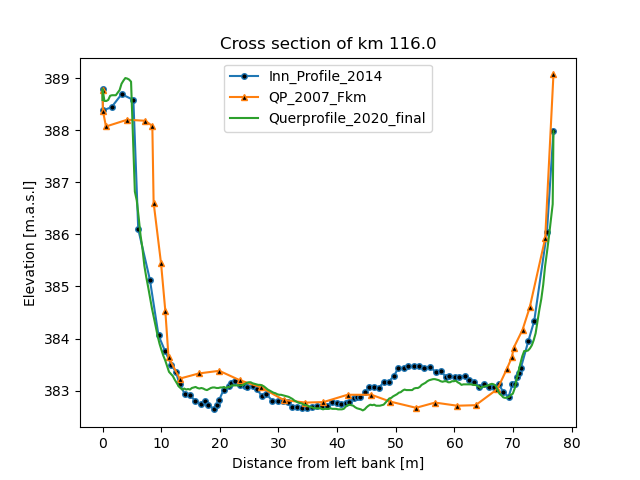 Cross section of km 116.0
Inn_Profile_2014
QP_2007_Fkm
Querprofile_2020_final
Elevation [m.a.s.l]
389
388
387
386
385
384
383
0 10 20 30 40 50 60 70 80
Distance from left bank [m]